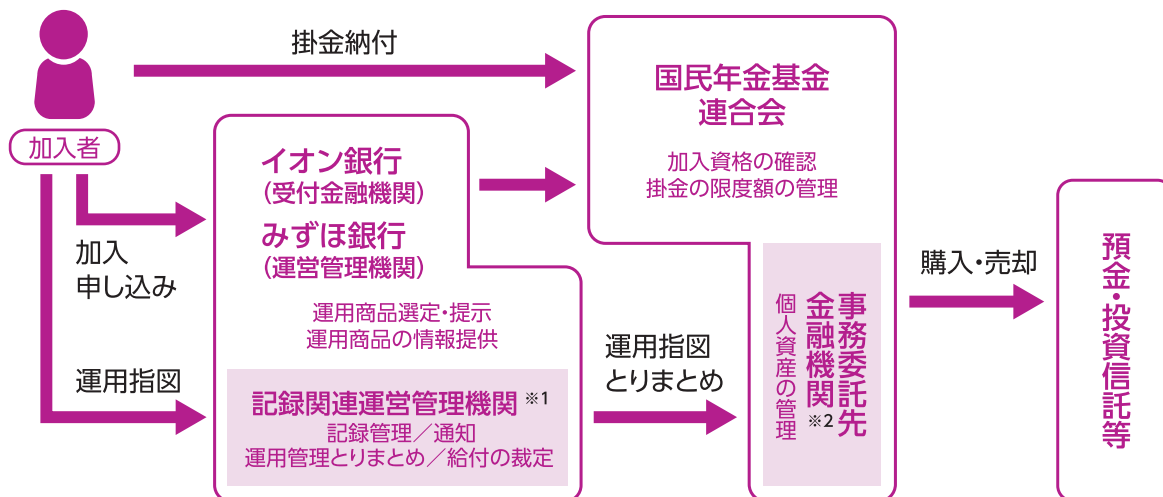 掛金納付
加入者
国民年金基金
連合会
加入資格の確認
掛金の限度額の管理
イオン銀行
（受付金融機関）
みずほ銀行
（運営管理機関）
運用商品選定・提示
運用商品の情報提供
加入
申し込み
運用指図
記録関連運営管理機関 ※1
記録管理／通知
運用管理とりまとめ／給付の裁定
運用指図
とりまとめ
事務委託先
金融機関 ※2
個人資産の管理
購入・売却
預金・投資信託等